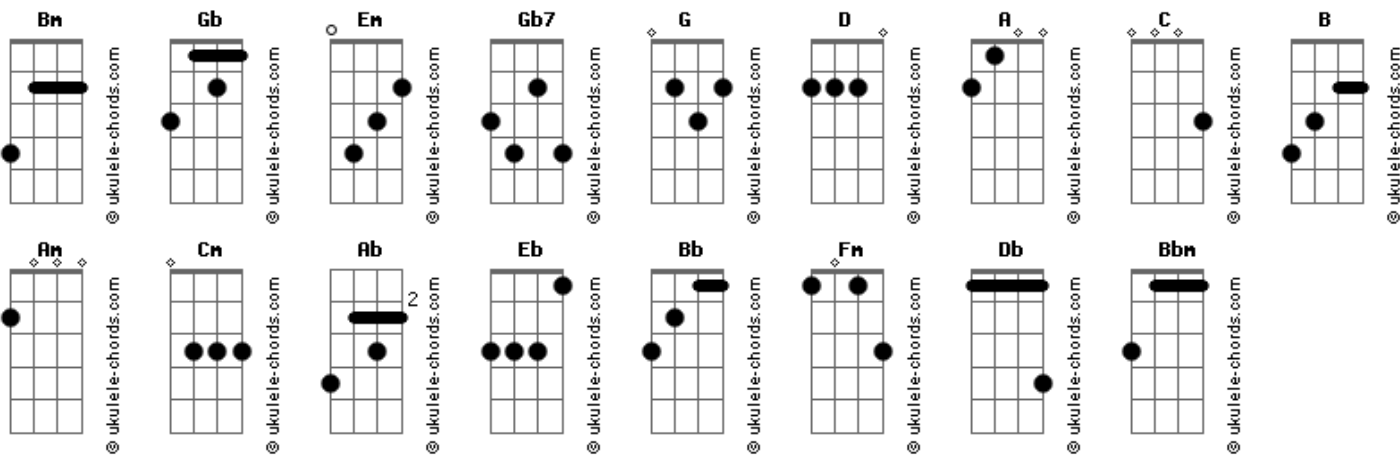 Bm Gb Em Gb7 G D A C B
© ukulele-chords.com © ukulele-chords.com © ukulele-chords.com © ukulele-chords.com © ukulele-chords.com © ukulele-chords.com © ukulele-chords.com © ukulele-chords.com © ukulele-chords.com
Am Cm Ab Eb Bb Fm Db Bbm
2
© ukulele-chords.com © ukulele-chords.com © ukulele-chords.com © ukulele-chords.com © ukulele-chords.com © ukulele-chords.com © ukulele-chords.com © ukulele-chords.com